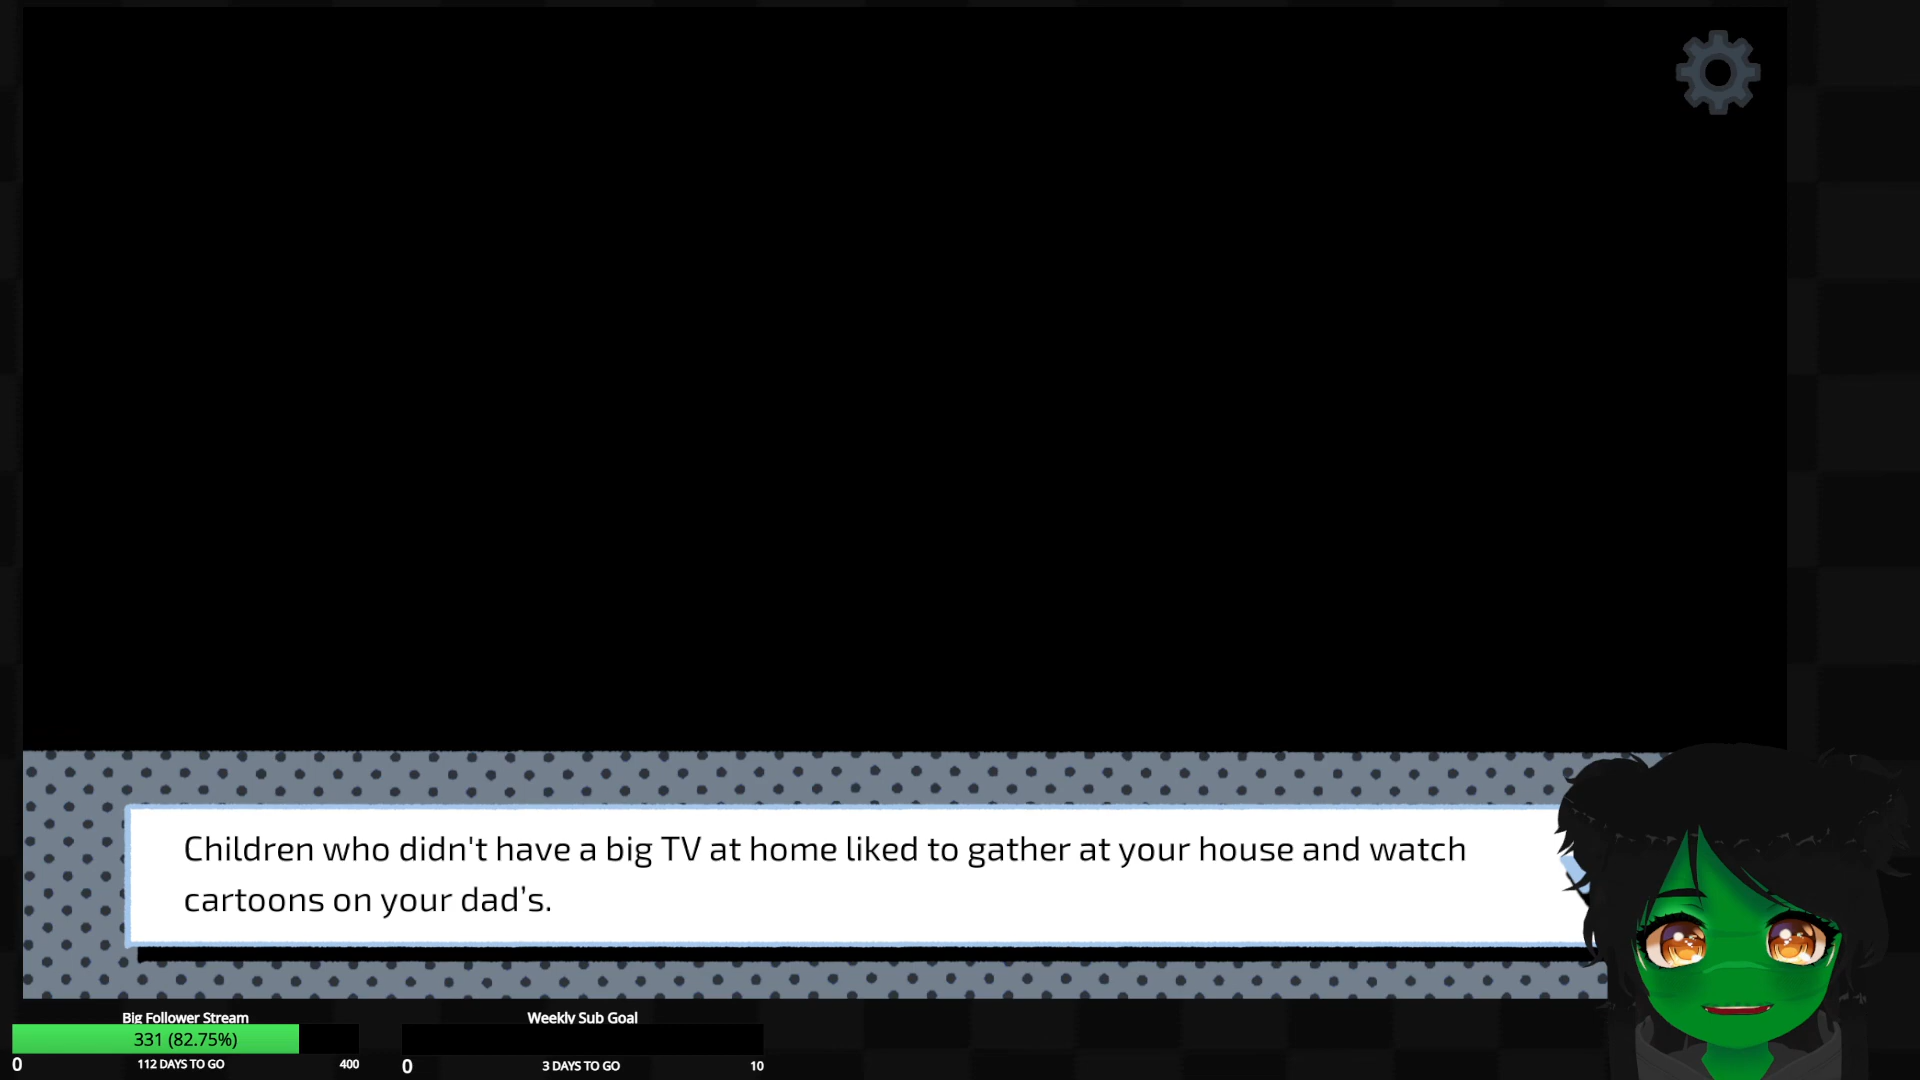 Children who didn't have a big TV at home liked to gather at your house and watch
cartoons on your dad’s.
Big Follower Stream
331 (82.75%)
0
112 DAYS TO GO
400
Weekly Sub Goal
0
3 DAYS TO GO
10